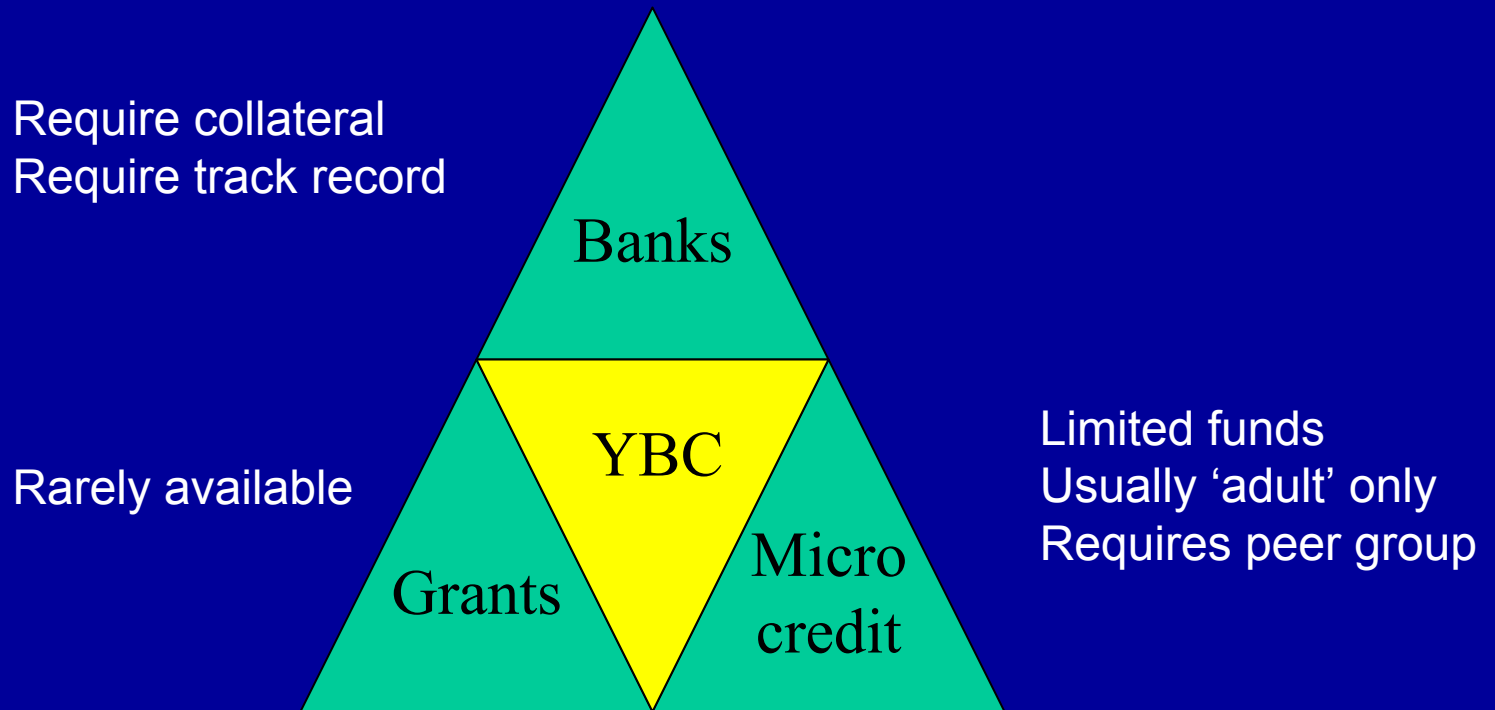 Require collateral
Require track record
Banks
YBC
Rarely available
Grants
Micro
credit
Limited funds
Usually ‘adult’ only
Requires peer group